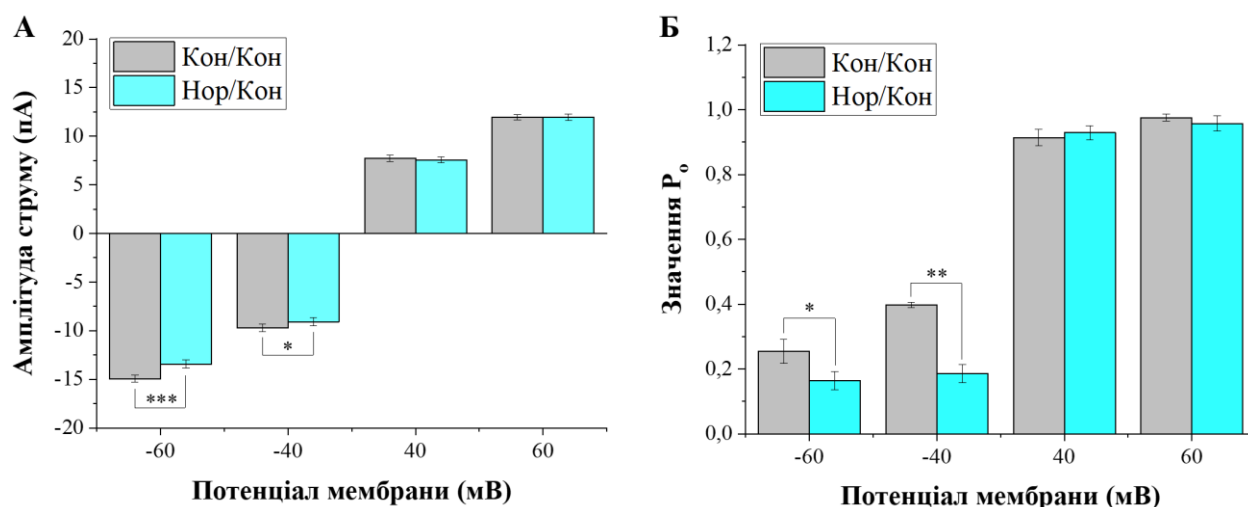 А
Амплітуда струму (пА)
20
15
10
5
0
-5
-10
-15
-20
Кон/Кон
Нор/Кон
***
*
-60
-40
40
60
Потенціал мембрани (мВ)
Б
Значення Pₒ
1,2
1,0
0,8
0,6
0,4
0,2
0,0
Кон/Кон
Нор/Кон
*
**
-60
-40
40
60
Потенціал мембрани (мВ)